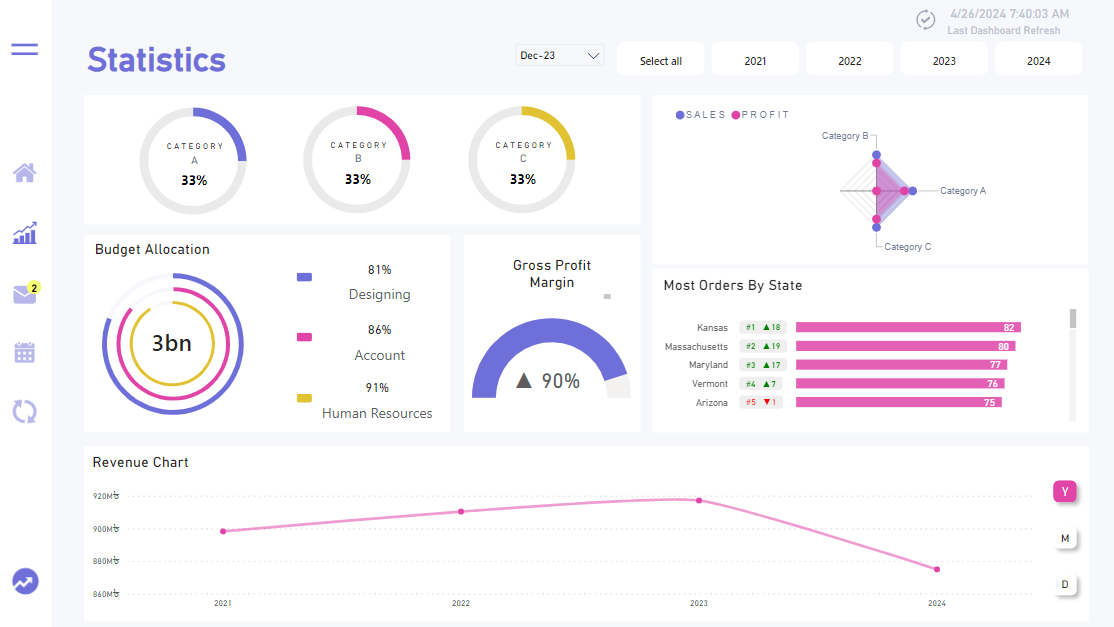 4/26/2024 7:40:03 AM
Last Dashboard Refresh
Statistics
Dec-23
Select all
2021
2022
2023
2024
CATEGORY
A
33%
CATEGORY
B
33%
CATEGORY
C
33%
SALES PROFIT
Category B
Category A
Category C
2
Budget Allocation
3bn
81%
Designing
86%
Account
91%
Human Resources
Gross Profit
Margin
▲ 90%
Most Orders By State
Kansas #1 ▲18 82
Massachusetts #2 ▲19 80
Maryland #3 ▲17 77
Vermont #4 ▲7 76
Arizona #5 ▼1 75
Revenue Chart
920M
900M
880M
860M
2021 2022 2023 2024
Y
M
D